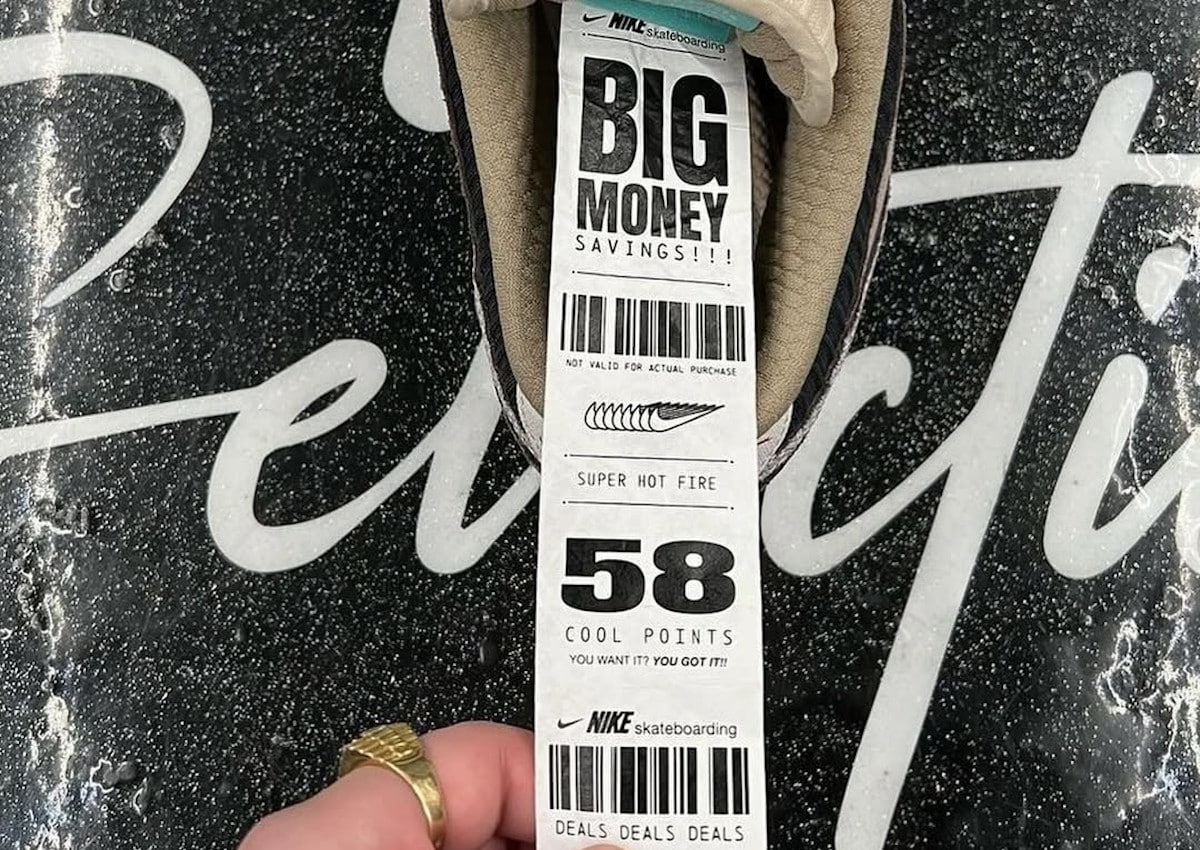 NIKE skateboarding
BIG
MONEY
SAVINGS!!!
NOT VALID FOR ACTUAL PURCHASE
SUPER HOT FIRE
58
COOL POINTS
YOU WANT IT? YOU GOT IT!!
NIKE skateboarding
DEALS DEALS DEALS